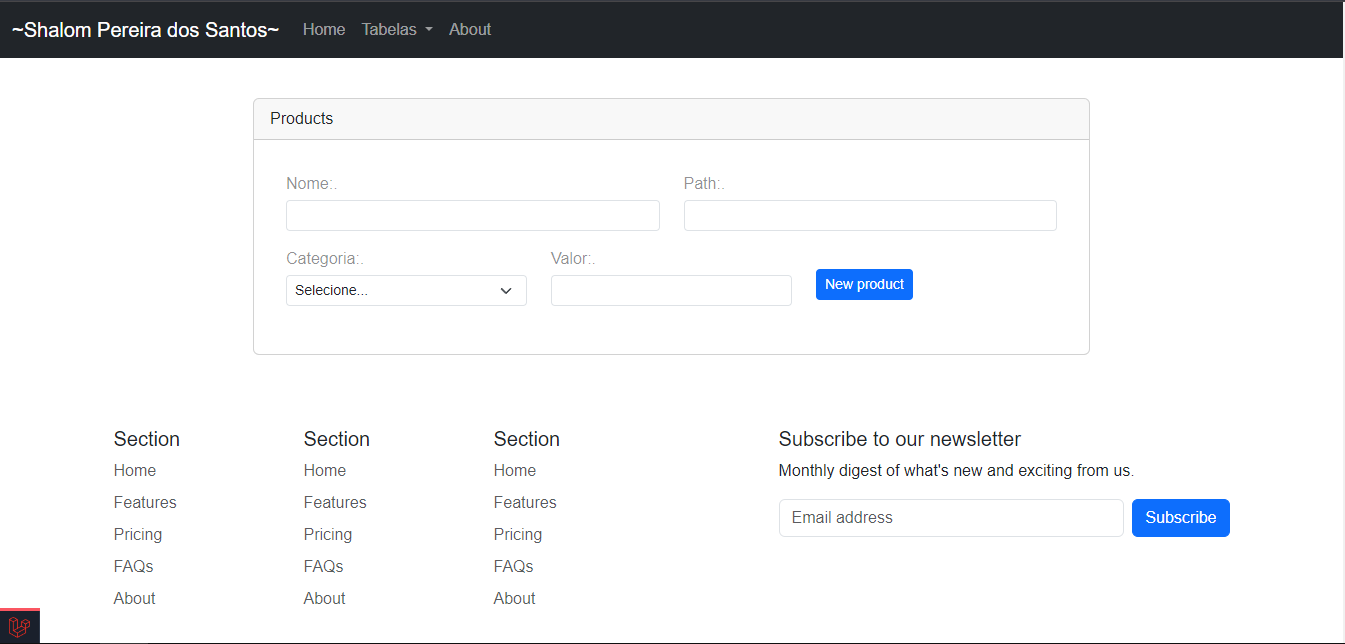 ~Shalom Pereira dos Santos~ Home Tabelas About
Products
Nome:. Path:.
Categoria:. Valor:.
Selecione... New product
Section Section Section Subscribe to our newsletter
Home Home Home Monthly digest of what's new and exciting from us.
Features Features Features
Email address Subscribe
Pricing Pricing Pricing
FAQs FAQs FAQs
About About About